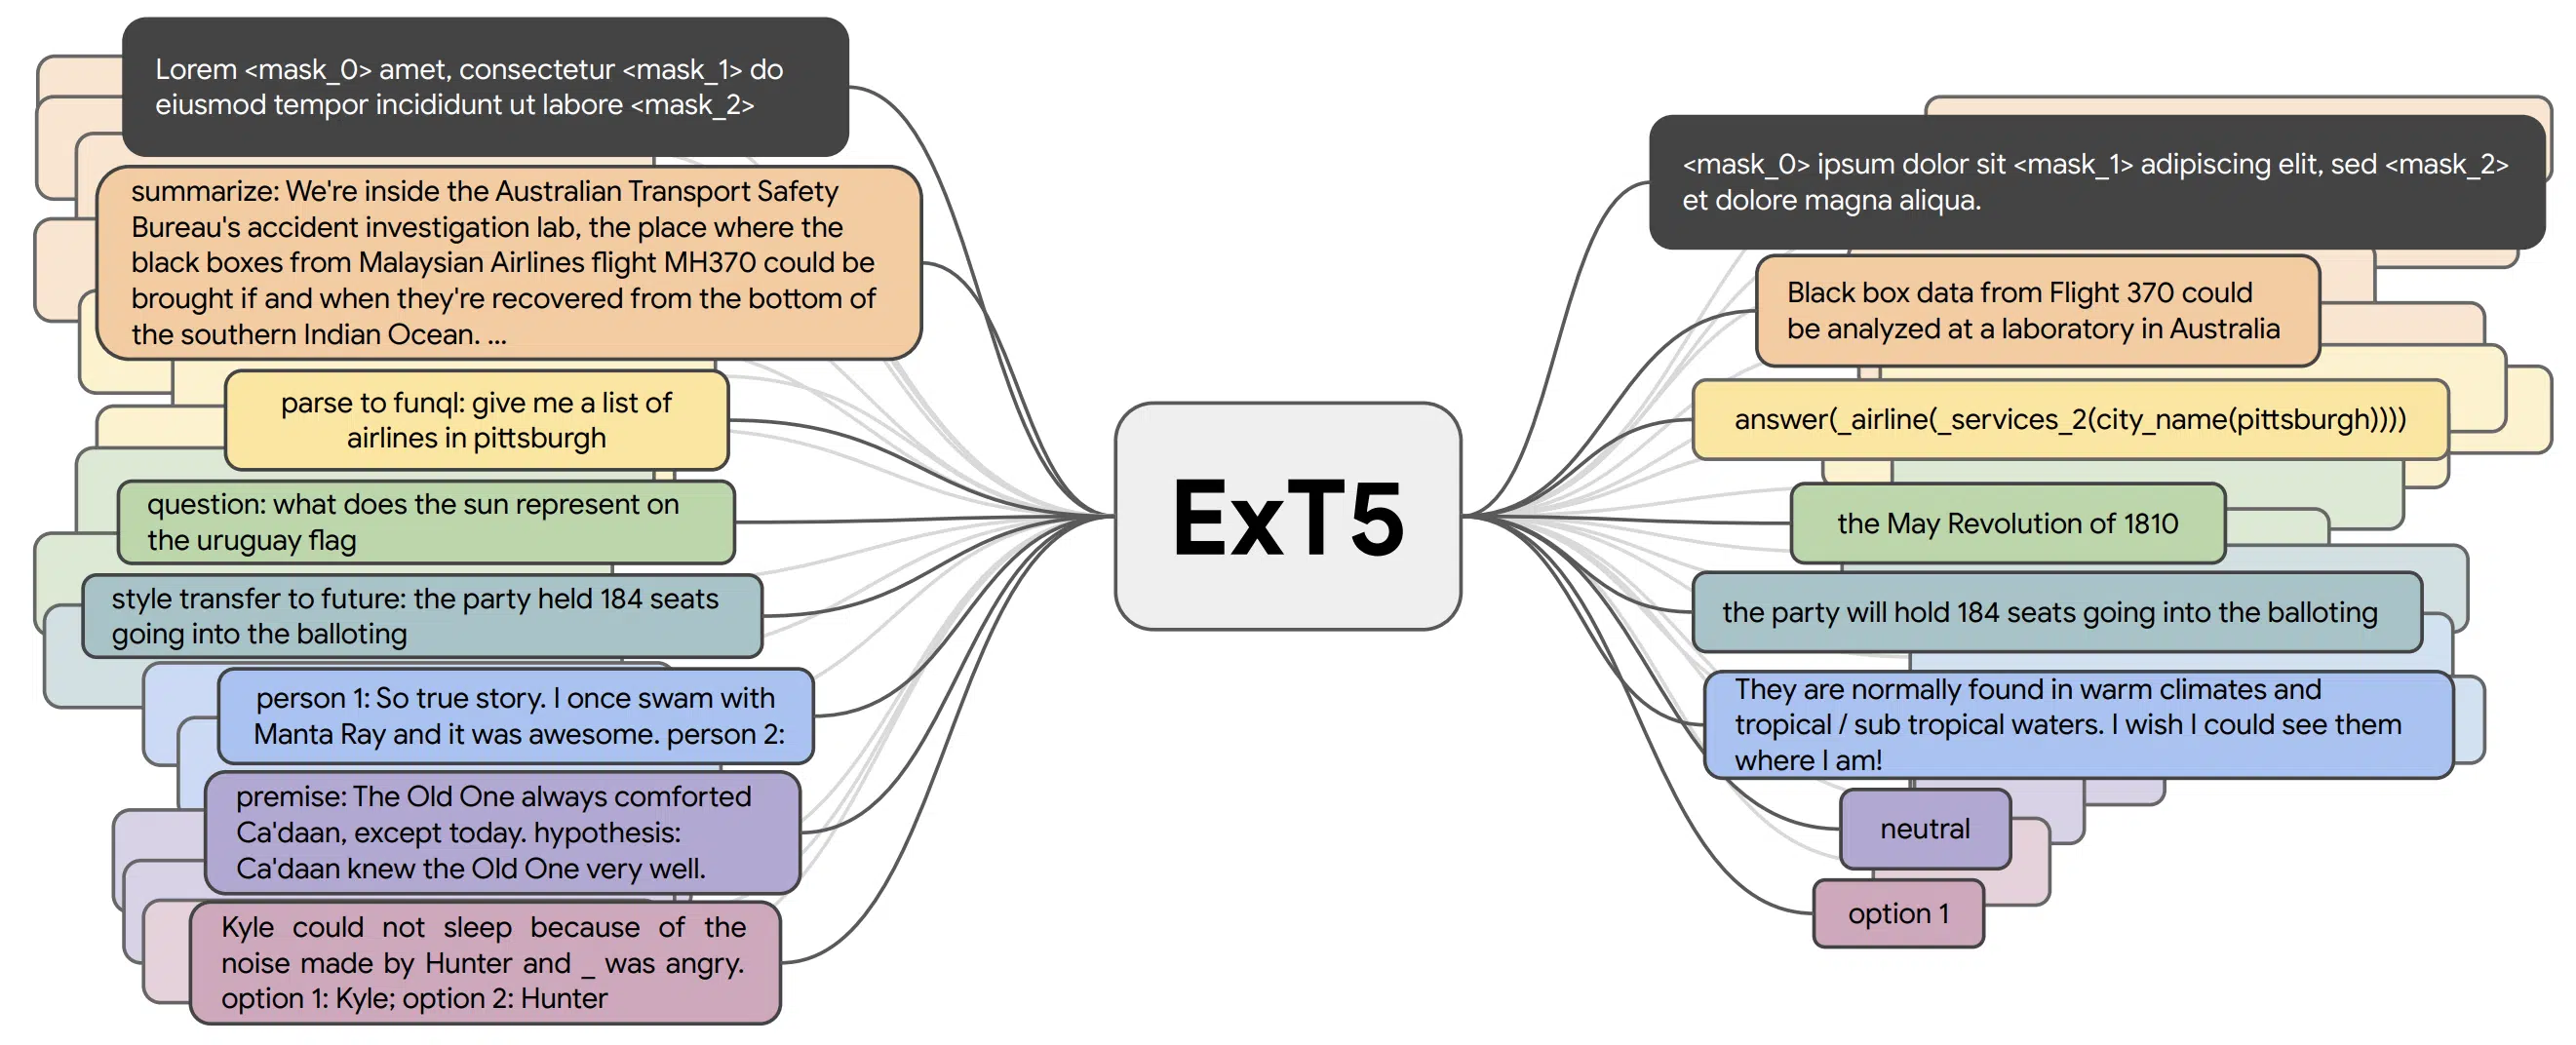 Lorem <mask_0> amet, consectetur <mask_1> do
eiusmod tempor incididunt ut labore <mask_2>
summarize: We're inside the Australian Transport Safety
Bureau's accident investigation lab, the place where the
black boxes from Malaysian Airlines flight MH370 could be
brought if and when they're recovered from the bottom of
the southern Indian Ocean. ...
parse to funql: give me a list of
airlines in pittsburgh
question: what does the sun represent on
the uruguay flag
style transfer to future: the party held 184 seats
going into the balloting
person 1: So true story. I once swam with
Manta Ray and it was awesome. person 2:
premise: The Old One always comforted
Ca'daan, except today. hypothesis:
Ca'daan knew the Old One very well.
Kyle could not sleep because of the
noise made by Hunter and _ was angry.
option 1: Kyle; option 2: Hunter
ExT5
<mask_0> ipsum dolor sit <mask_1> adipiscing elit, sed <mask_2>
et dolore magna aliqua.
Black box data from Flight 370 could
be analyzed at a laboratory in Australia
answer(_airline(_services_2(city_name(pittsburgh))))
the May Revolution of 1810
the party will hold 184 seats going into the balloting
They are normally found in warm climates and
tropical / sub tropical waters. I wish I could see them
where I am!
neutral
option 1